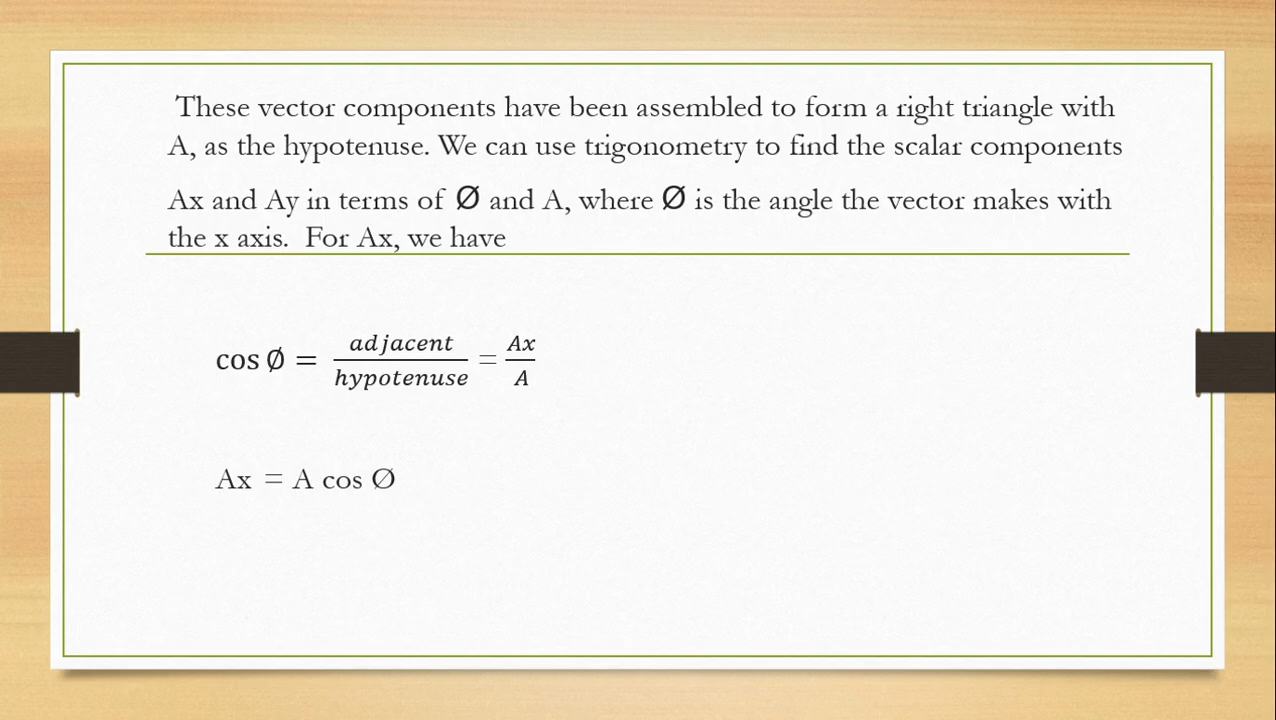 These vector components have been assembled to form a right triangle with
A, as the hypotenuse. We can use trigonometry to find the scalar components
Ax and Ay in terms of Ø and A, where Ø is the angle the vector makes with
the x axis.  For Ax, we have
cos Ø = adjacent/hypotenuse = Ax/A
Ax = A cos Ø